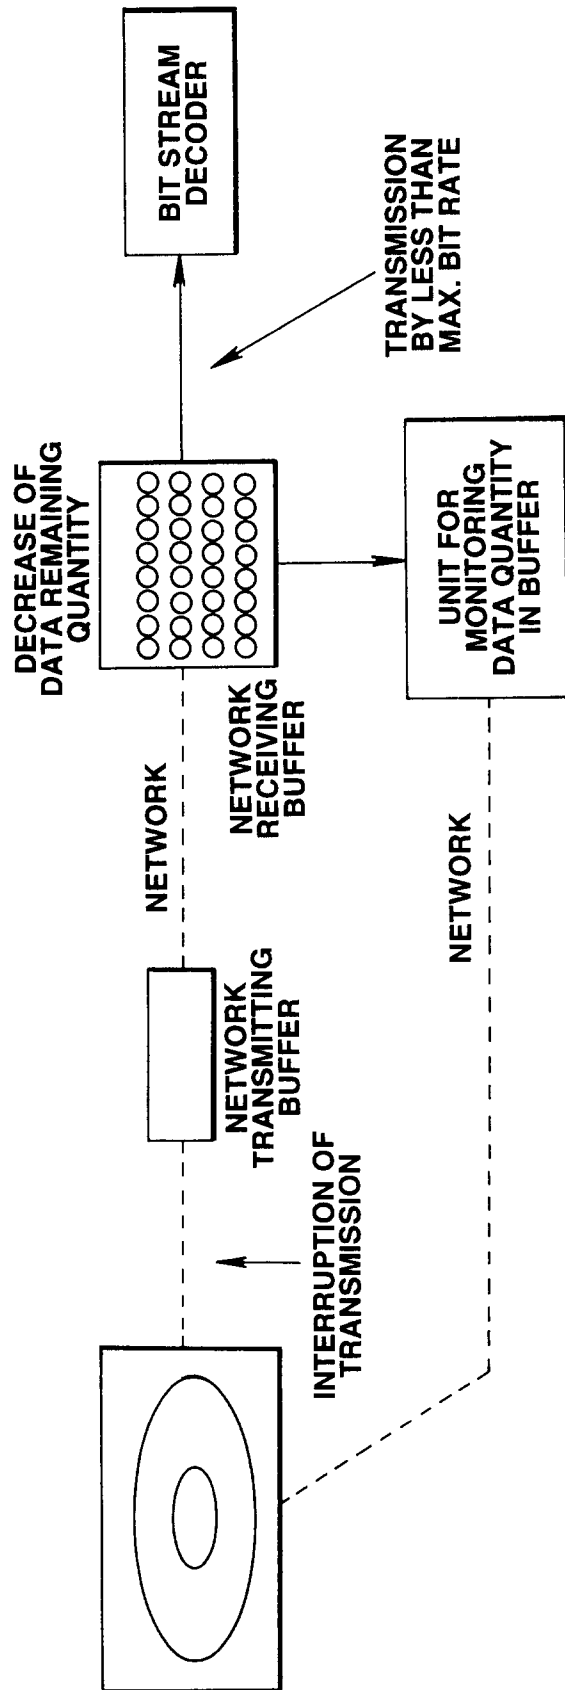 INTERRUPTION OF
TRANSMISSION
NETWORK
TRANSMITTING
BUFFER
NETWORK
DECREASE OF
DATA REMAINING
QUANTITY
NETWORK
RECEIVING
BUFFER
BIT STREAM
DECODER
TRANSMISSION
BY LESS THAN
MAX. BIT RATE
NETWORK
UNIT FOR
MONITORING
DATA QUANTITY
IN BUFFER